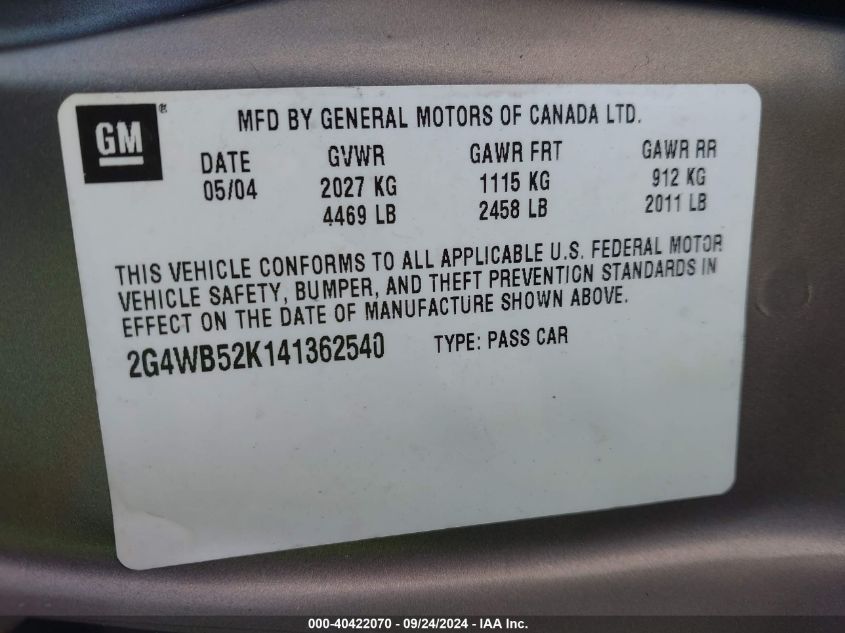 GM®
MFD BY GENERAL MOTORS OF CANADA LTD.
DATE GVWR GAWR FRT GAWR RR
05/04 2027 KG 1115 KG 912 KG
4469 LB 2458 LB 2011 LB
THIS VEHICLE CONFORMS TO ALL APPLICABLE U.S. FEDERAL MOTOR
VEHICLE SAFETY, BUMPER, AND THEFT PREVENTION STANDARDS IN
EFFECT ON THE DATE OF MANUFACTURE SHOWN ABOVE.
2G4WB52K141362540 TYPE: PASS CAR
000-40422070 - 09/24/2024 - IAA Inc.